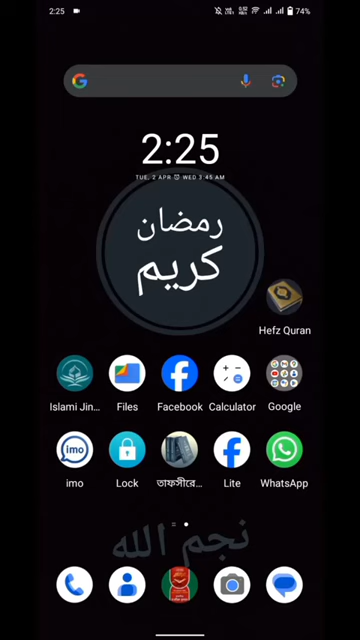 2:25
74%
2:25
TUE, 2 APR WED 3:45 AM
رمضان
كريم
Hefz Quran
Islami Jin...
Files
Facebook
Calculator
Google
imo
Lock
তাফসীরে...
Lite
WhatsApp
نجم الله